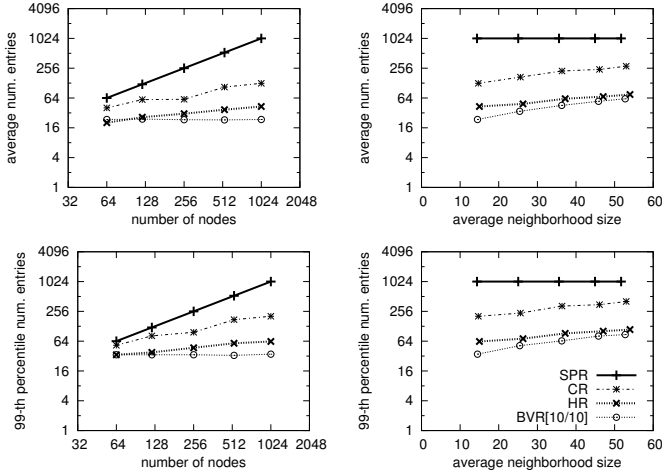 4096
1024
256
64
16
4
1
average num. entries
32 64 128 256 512 1024 2048
number of nodes
4096
1024
256
64
16
4
1
average num. entries
0 10 20 30 40 50 60
average neighborhood size
4096
1024
256
64
16
4
1
99-th percentile num. entries
32 64 128 256 512 1024 2048
number of nodes
4096
1024
256
64
16
4
1
99-th percentile num. entries
SPR
CR
HR
BVR[10/10]
0 10 20 30 40 50 60
average neighborhood size